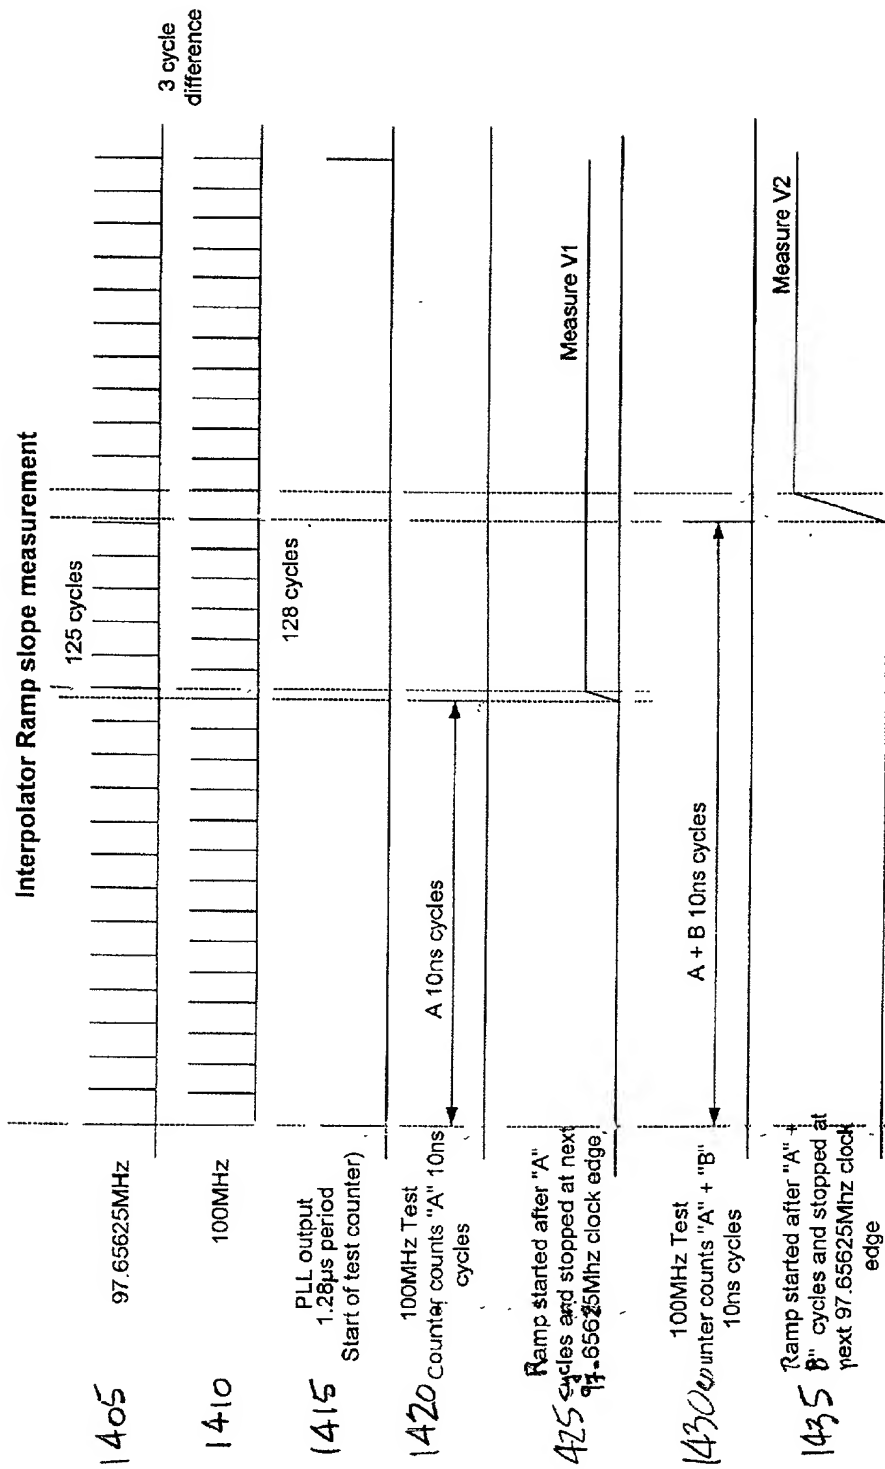 Interpolator Ramp slope measurement
1405
97.65625MHz
125 cycles
3 cycle
difference
1410
100MHz
128 cycles
1415
PLL output
1.28µs period
Start of test counter)
1420
100MHz Test
Counter counts "A" 10ns
cycles
A 10ns cycles
425
Ramp started after "A"
cycles and stopped at next
97.65625Mhz clock edge,
Measure V1
1430
100MHz Test
counter counts "A" + "B"
10ns cycles
A + B 10ns cycles
1435
Ramp started after "A" +
B" cycles and stopped at
next 97.65625Mhz clock
edge
Measure V2